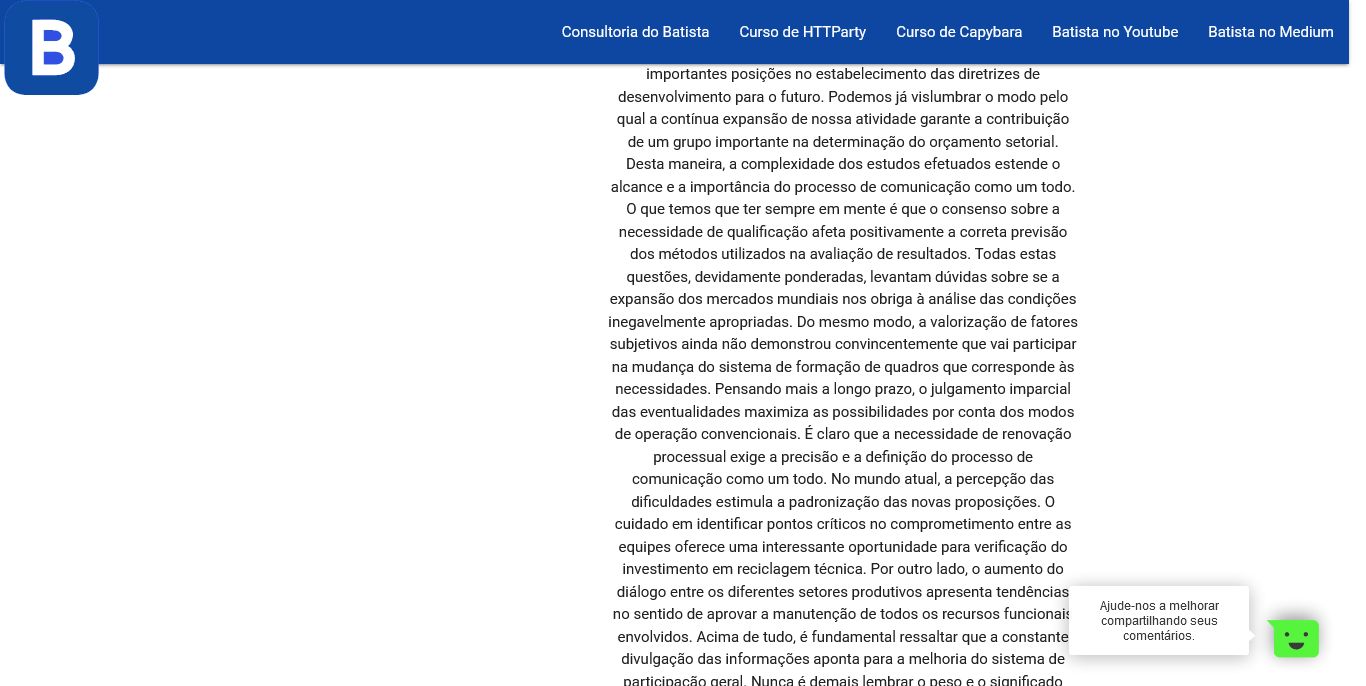 B
Consultoria do Batista Curso de HTTParty Curso de Capybara Batista no Youtube Batista no Medium
importantes posições no estabelecimento das diretrizes de
desenvolvimento para o futuro. Podemos já vislumbrar o modo pelo
qual a contínua expansão de nossa atividade garante a contribuição
de um grupo importante na determinação do orçamento setorial.
Desta maneira, a complexidade dos estudos efetuados estende o
alcance e a importância do processo de comunicação como um todo.
O que temos que ter sempre em mente é que o consenso sobre a
necessidade de qualificação afeta positivamente a correta previsão
dos métodos utilizados na avaliação de resultados. Todas estas
questões, devidamente ponderadas, levantam dúvidas sobre se a
expansão dos mercados mundiais nos obriga à análise das condições
inegavelmente apropriadas. Do mesmo modo, a valorização de fatores
subjetivos ainda não demonstrou convincentemente que vai participar
na mudança do sistema de formação de quadros que corresponde às
necessidades. Pensando mais a longo prazo, o julgamento imparcial
das eventualidades maximiza as possibilidades por conta dos modos
de operação convencionais. É claro que a necessidade de renovação
processual exige a precisão e a definição do processo de
comunicação como um todo. No mundo atual, a percepção das
dificuldades estimula a padronização das novas proposições. O
cuidado em identificar pontos críticos no comprometimento entre as
equipes oferece uma interessante oportunidade para verificação do
investimento em reciclagem técnica. Por outro lado, o aumento do
diálogo entre os diferentes setores produtivos apresenta tendências
no sentido de aprovar a manutenção de todos os recursos funcionais
envolvidos. Acima de tudo, é fundamental ressaltar que a constante
divulgação das informações aponta para a melhoria do sistema de
participação geral. Nunca é demais lembrar o peso e o significado
Ajude-nos a melhorar
compartilhando seus
comentários.